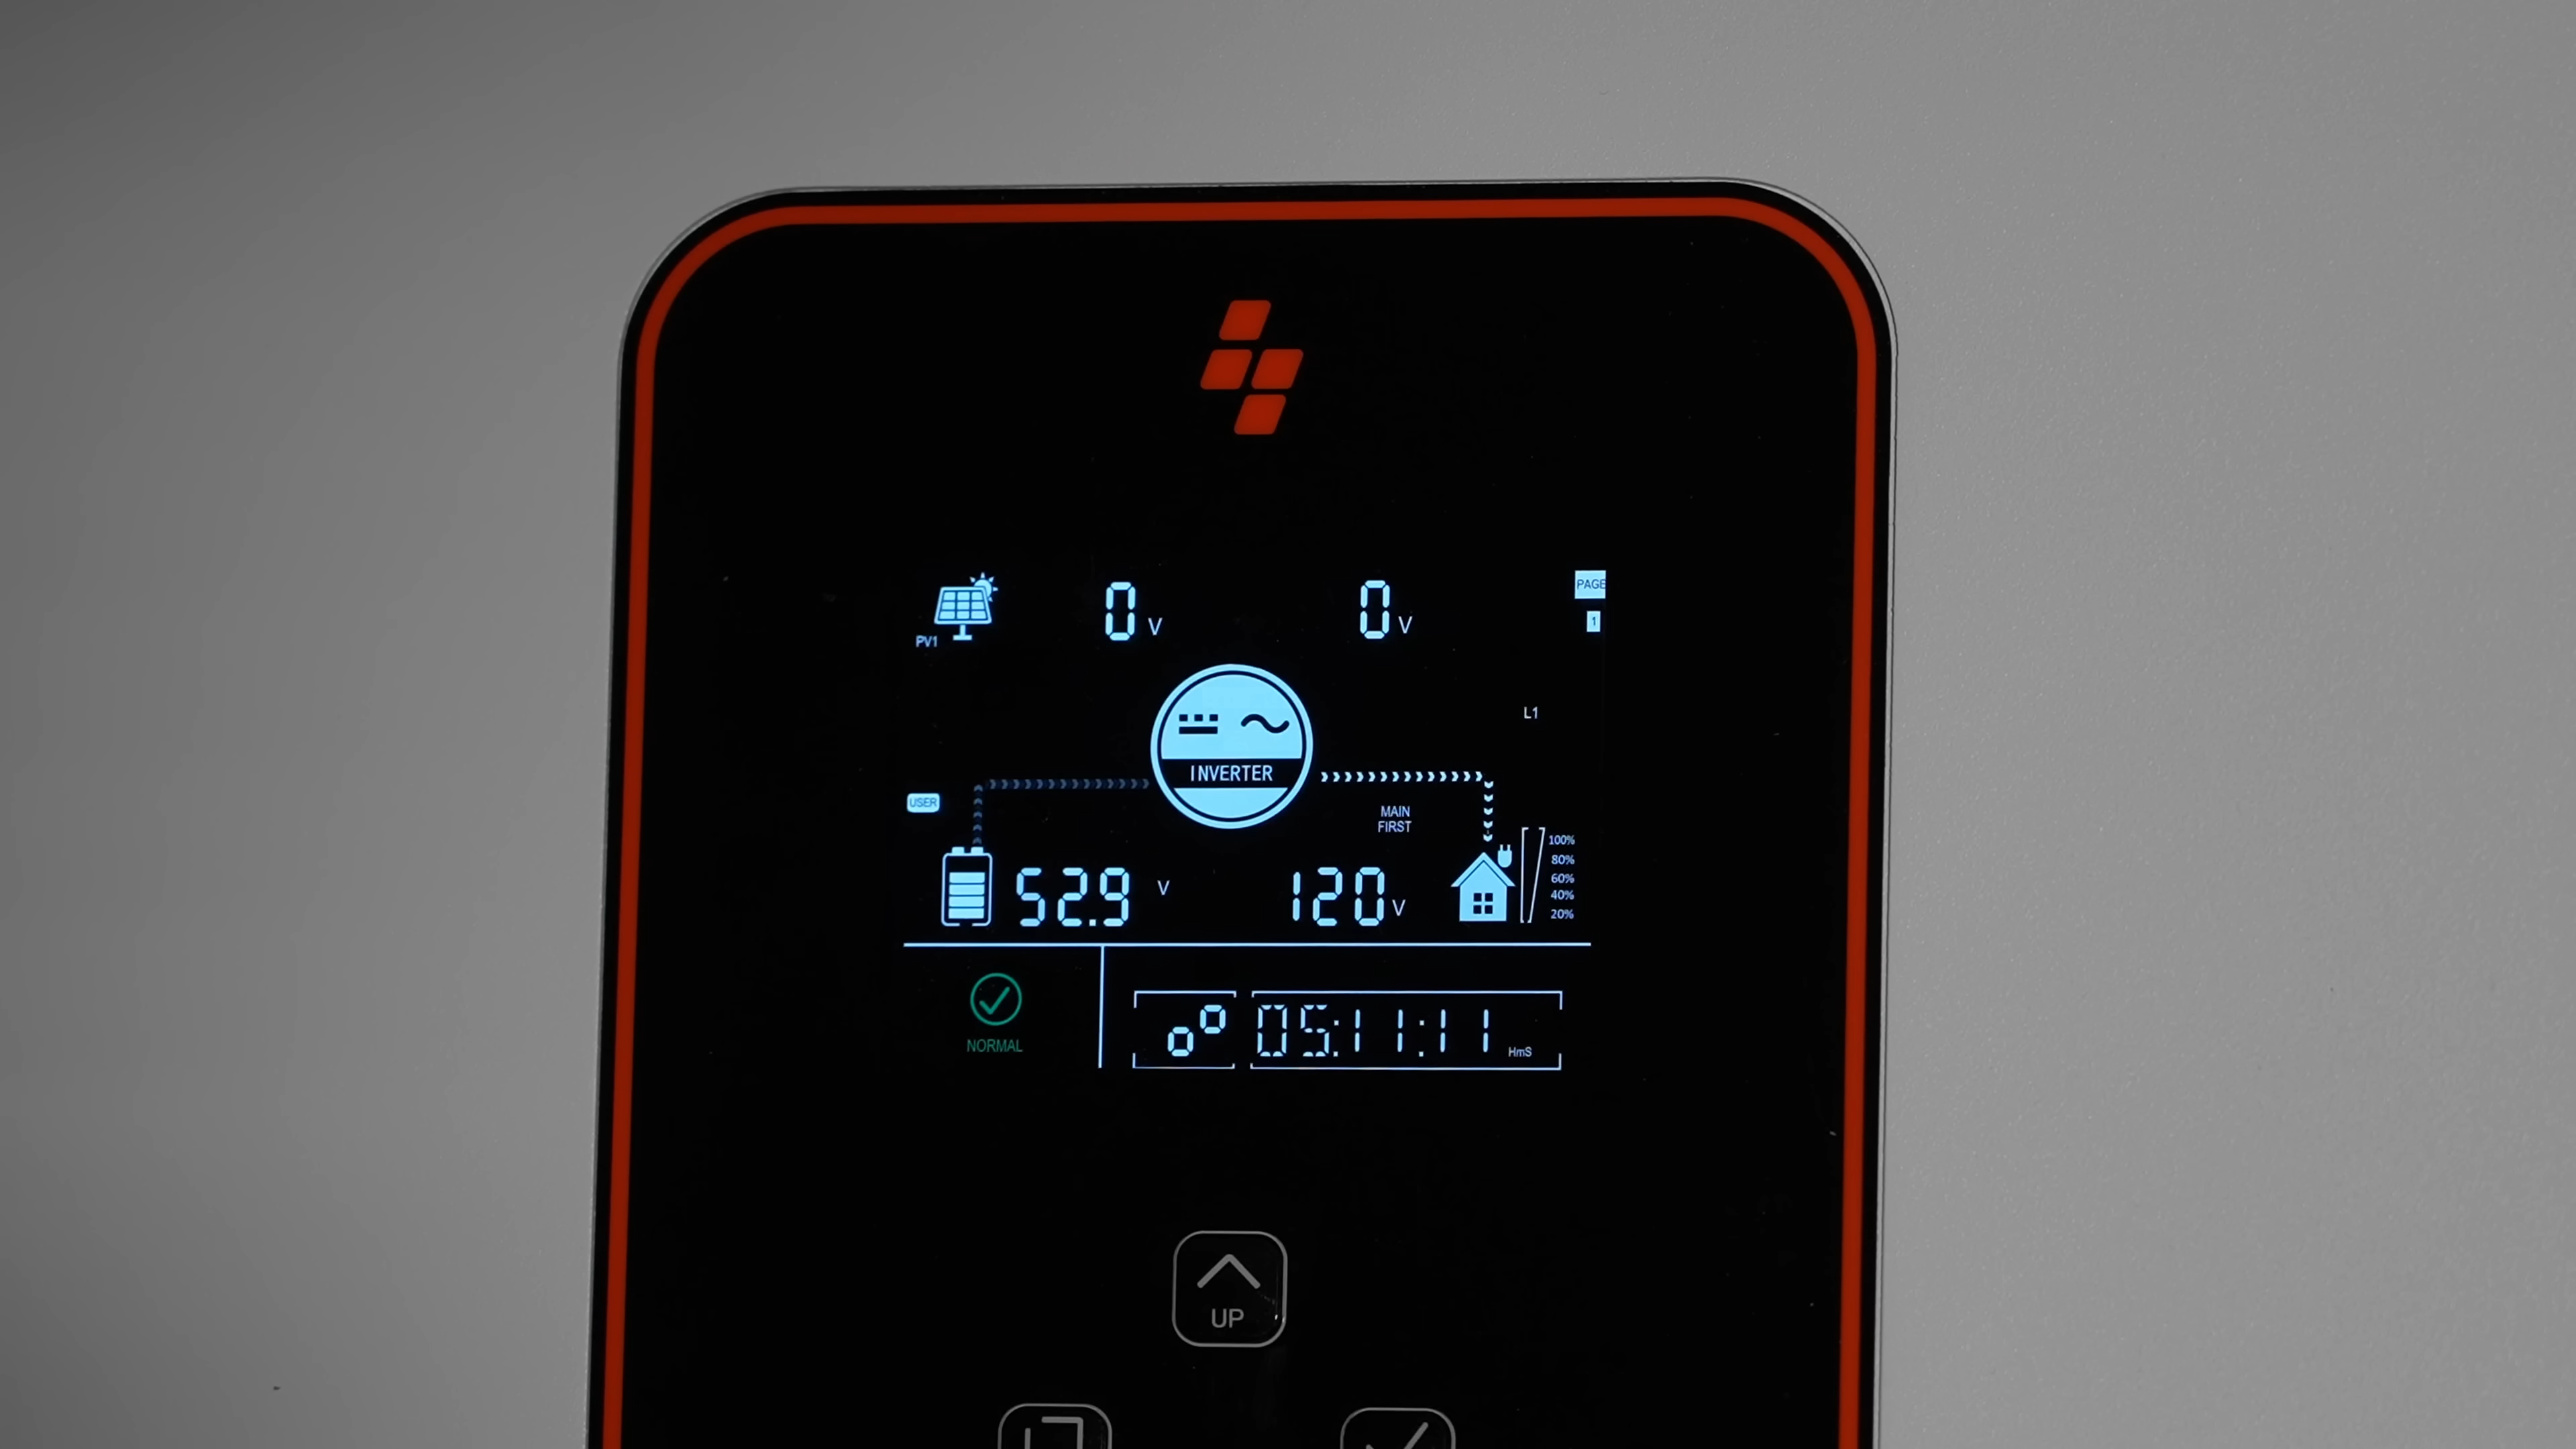 PV1
0 V
0 V
PAGE
1
L1
INVERTER
USER
MAIN
FIRST
52.9 V
120 V
100%
80%
60%
40%
20%
NORMAL
05:11:11 HmS
UP